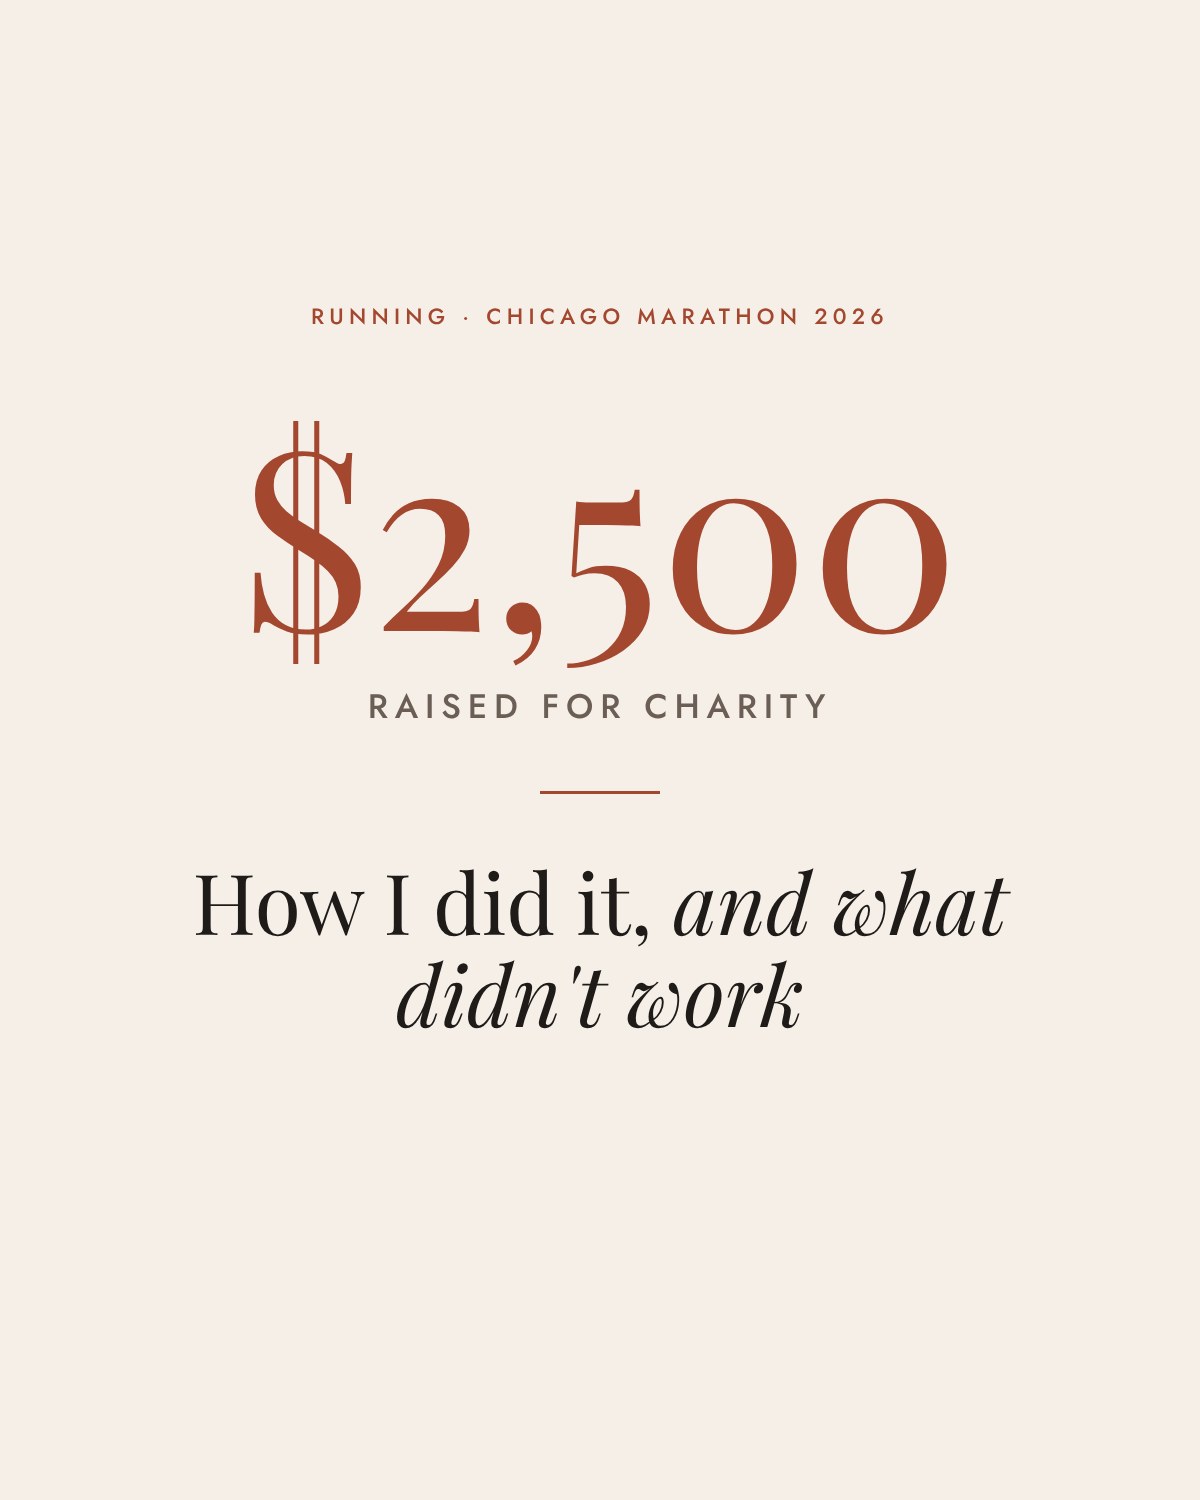 RUNNING · CHICAGO MARATHON 2026
$2,500
RAISED FOR CHARITY
How I did it, and what
didn't work